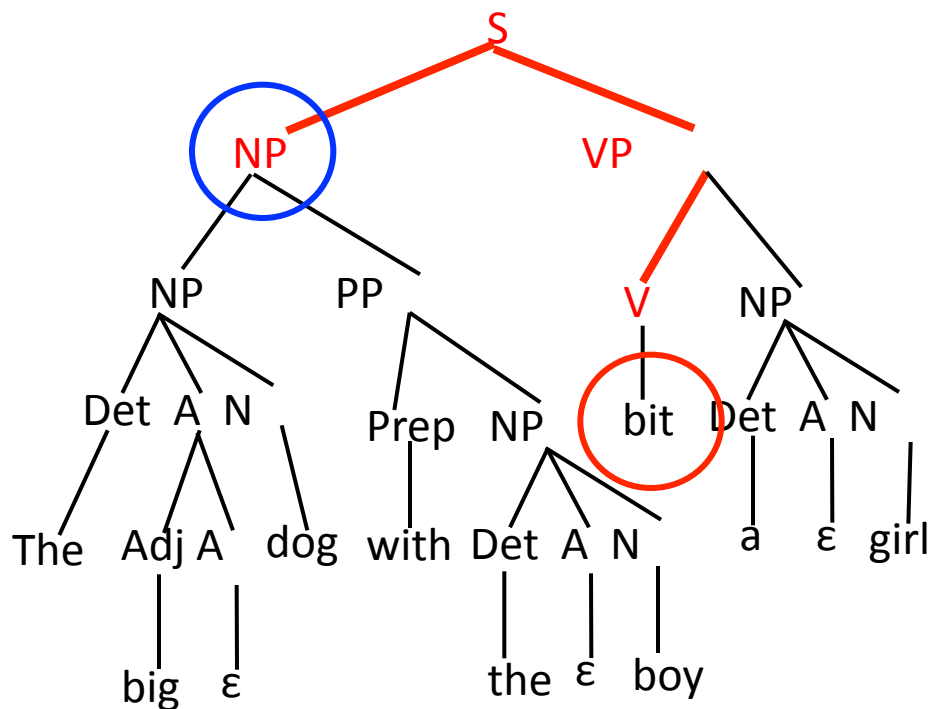 S
NP VP
NP PP V NP
Det A N Prep NP bit Det A N
The Adj A dog with Det A N a ε girl
big ε the ε boy